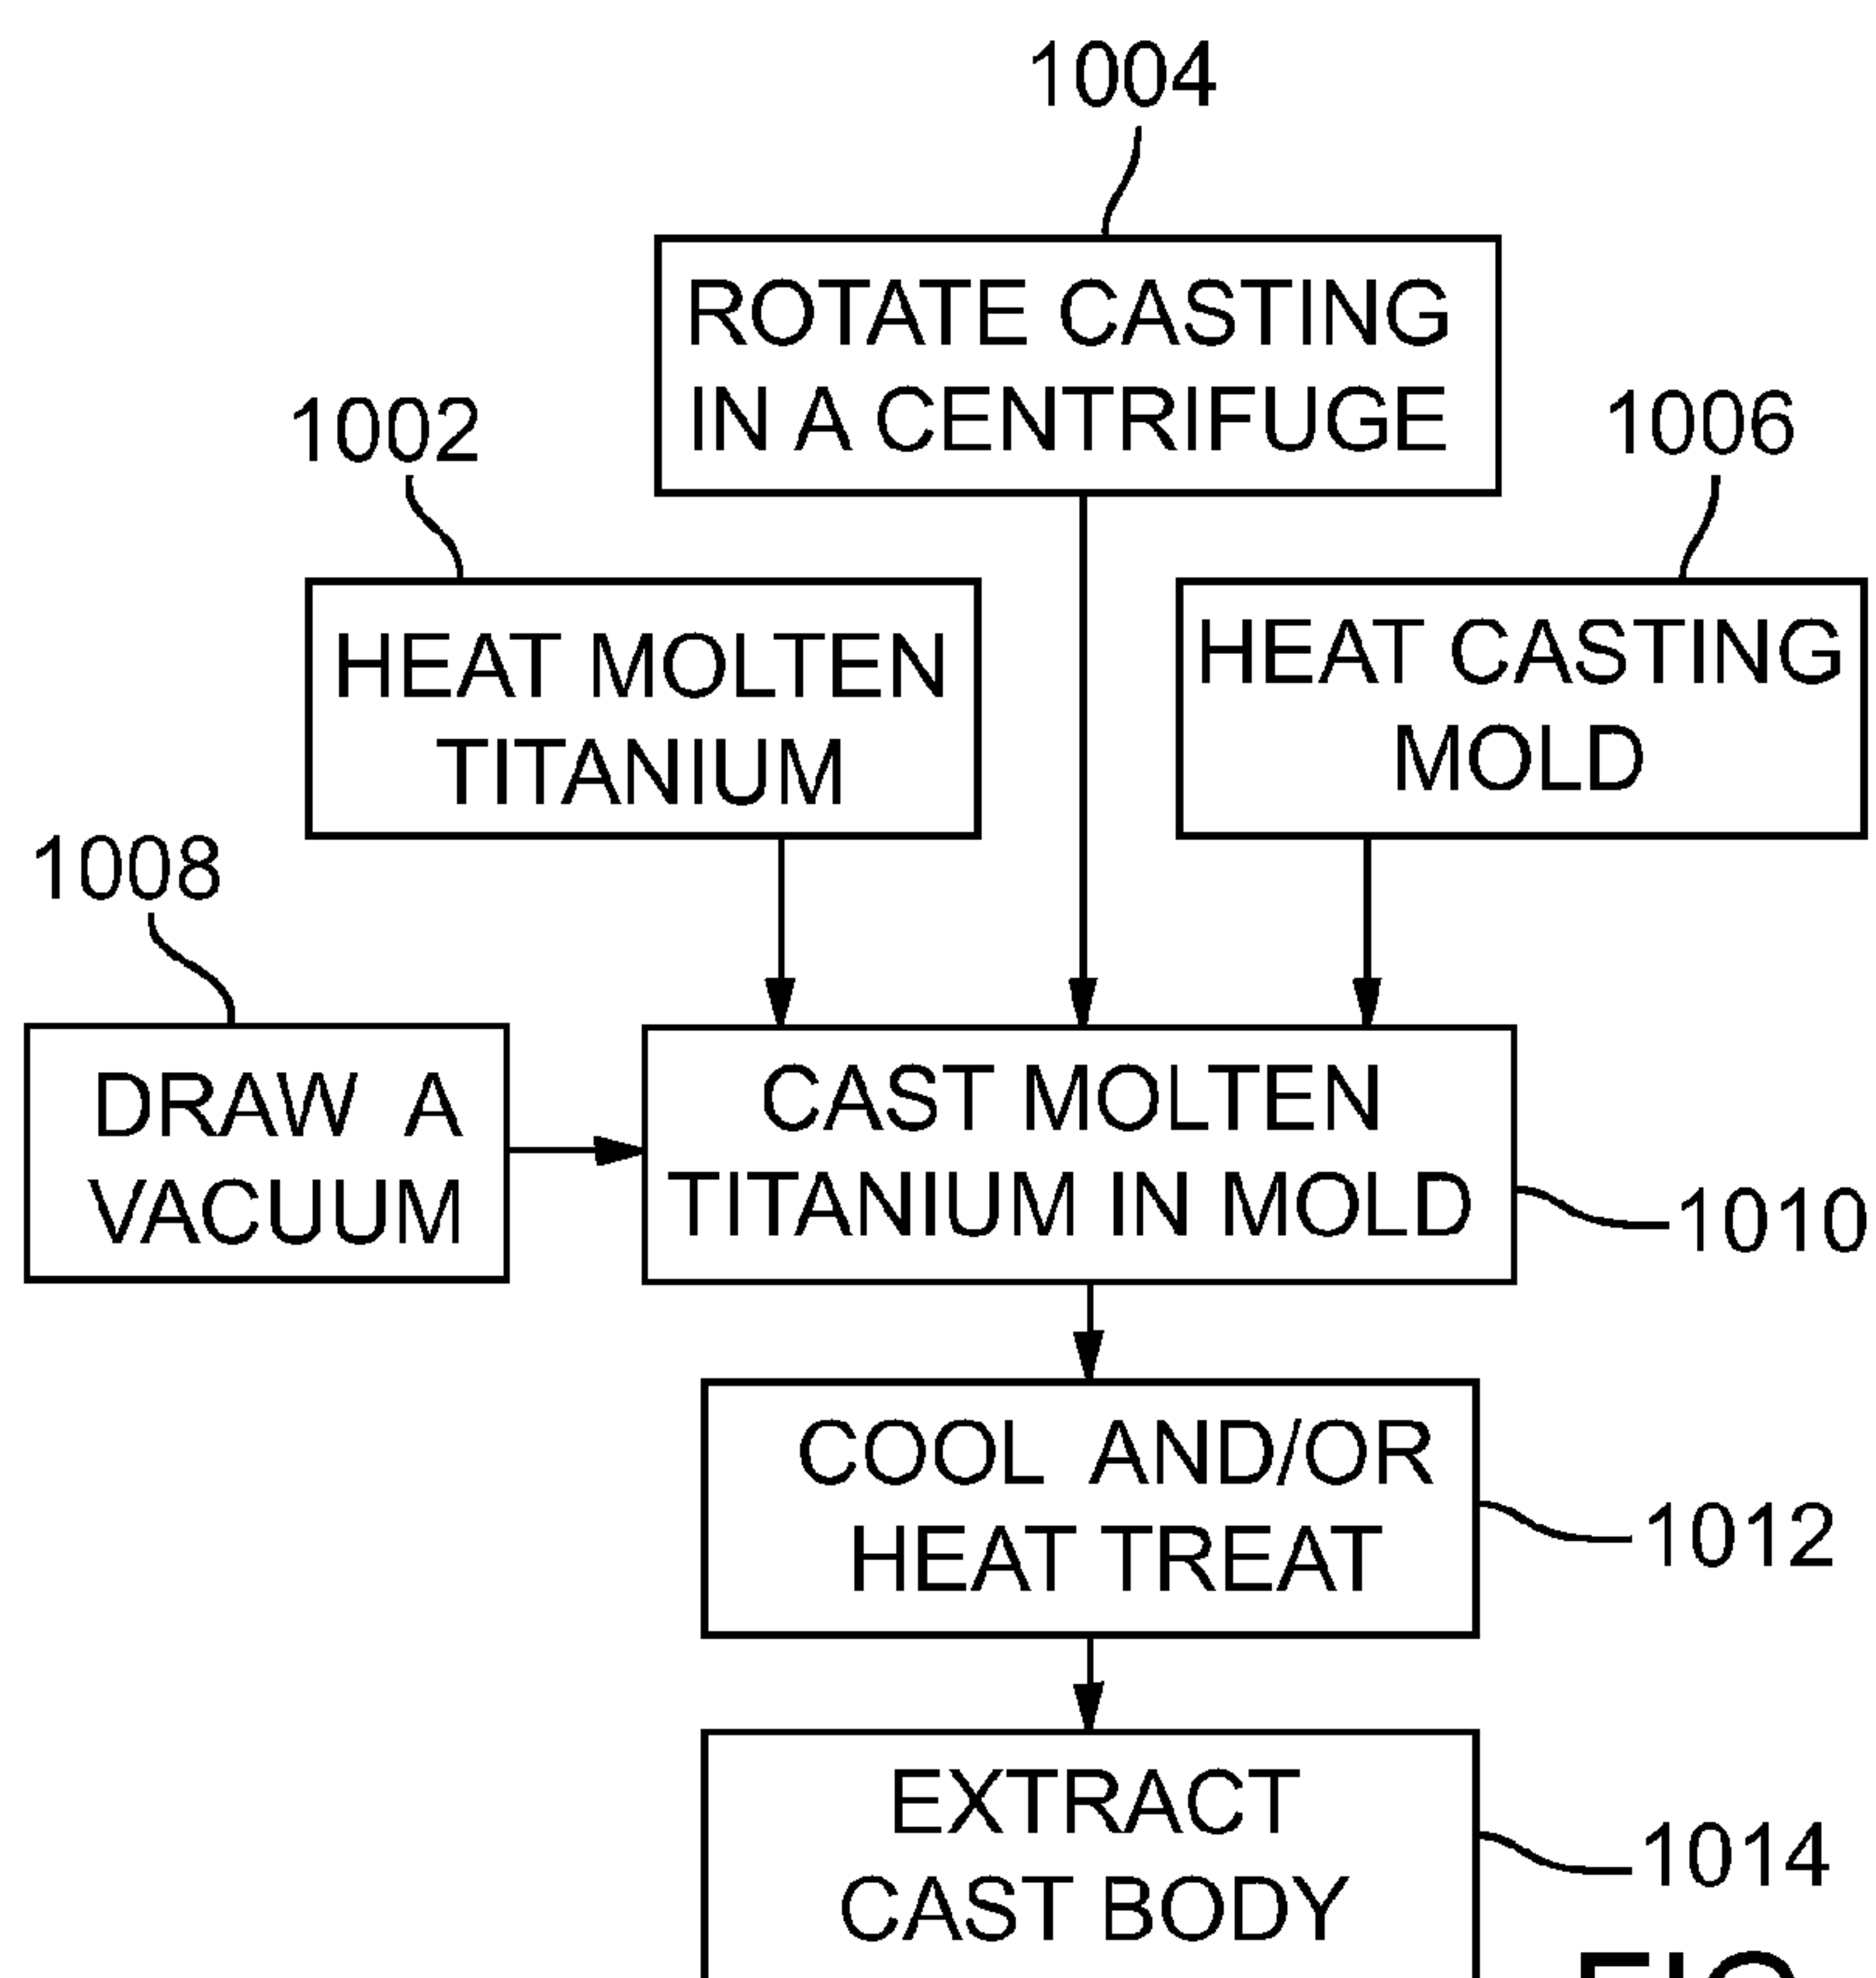 1004
ROTATE CASTING
IN A CENTRIFUGE
1002
1006
HEAT MOLTEN
TITANIUM
HEAT CASTING
MOLD
1008
DRAW A
VACUUM
CAST MOLTEN
TITANIUM IN MOLD
1010
COOL AND/OR
HEAT TREAT
1012
EXTRACT
CAST BODY
1014